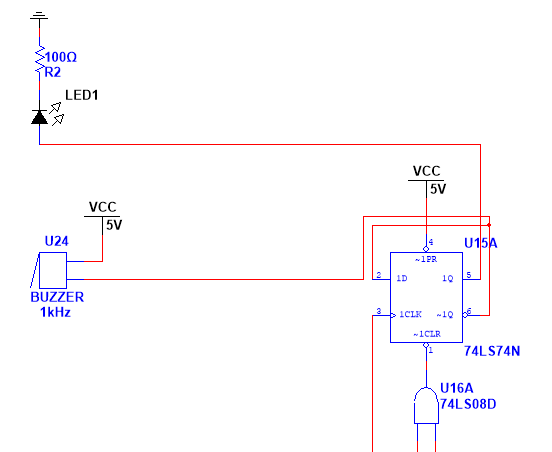 100Ω
R2
LED1
VCC
5V
VCC
5V
U24
BUZZER
1kHz
U15A
4
~1PR
2
1D
1Q
5
3
1CLK
~1Q
6
~1CLR
1
74LS74N
U16A
74LS08D